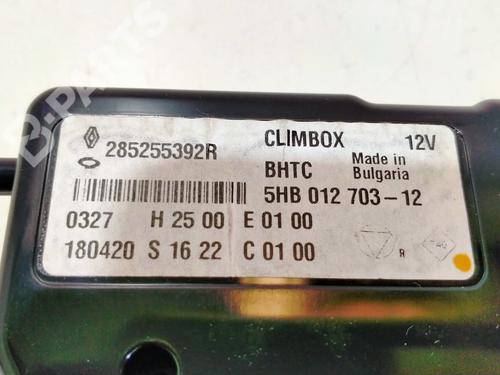 285255392R CLIMBOX 12V
BHTC Made in Bulgaria
5HB 012 703-12
0327 H 25 00 E 01 00
180420 S 16 22 C 01 00
R